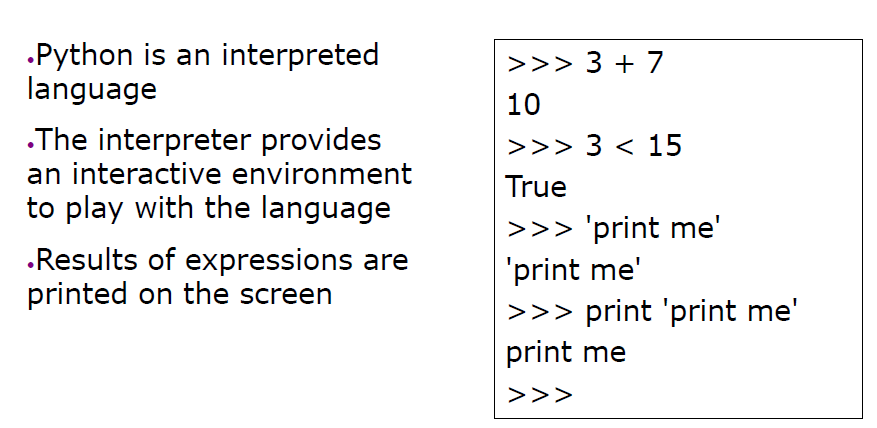 •Python is an interpreted
language
•The interpreter provides
an interactive environment
to play with the language
•Results of expressions are
printed on the screen
>>> 3 + 7
10
>>> 3 < 15
True
>>> 'print me'
'print me'
>>> print 'print me'
print me
>>>